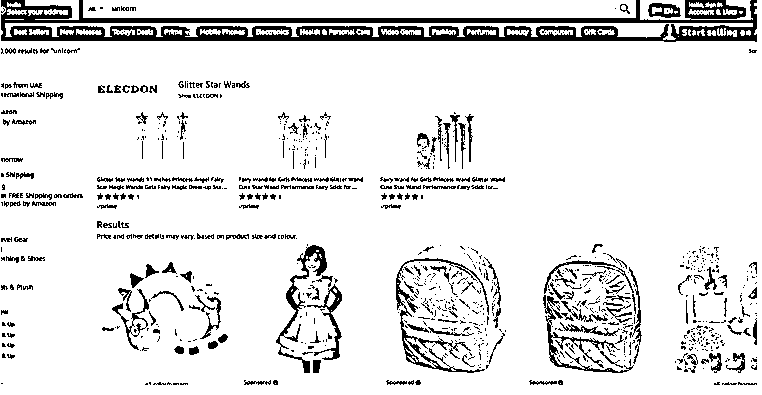 Hello
Select your address
All
unicorn
EN
Hello, sign in
Account & Lists
Best Sellers
New Releases
Today's Deals
Prime
Mobile Phones
Electronics
Health & Personal Care
Video Games
Fashion
Perfumes
Beauty
Computers
Gift Cards
Start selling on A
,000 results for "unicorn"
Sor
ips from UAE
ternational Shipping
ELECDON
Glitter Star Wands
Shop ELECDON
azon
by Amazon
morrow
Shipping
g
FREE Shipping on orders
hipped by Amazon
Glitter Star Wands 11 Inches Princess Angel Fairy
Star Magic Wands Girls Fairy Magic Dress-up Sta...
prime
Fairy Wand for Girls Princess Wand Glitter Wand
Cute Star Wand Performance Fairy Stick for...
prime
Fairy Wand for Girls Princess Wand Glitter Wand
Cute Star Wand Performance Fairy Stick for...
prime
Results
Price and other details may vary, based on product size and colour.
avel Gear
thing & Shoes
sh & Plush
& Up
& Up
& Up
& Up
Sponsored
Sponsored
Sponsored